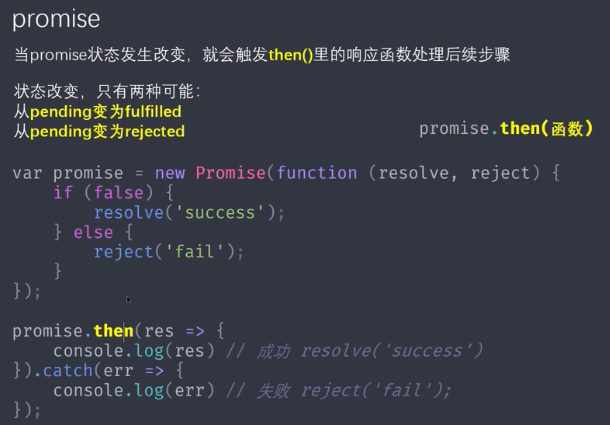 promise
当promise状态发生改变，就会触发then()里的响应函数处理后续步骤
状态改变，只有两种可能：
从pending变为fulfilled
从pending变为rejected
promise.then(函数)
var promise = new Promise(function (resolve, reject) {
    if (false) {
        resolve('success');
    } else {
        reject('fail');
    }
});
promise.then(res => {
    console.log(res) // 成功 resolve('success')
}).catch(err => {
    console.log(err) // 失败 reject('fail');
});